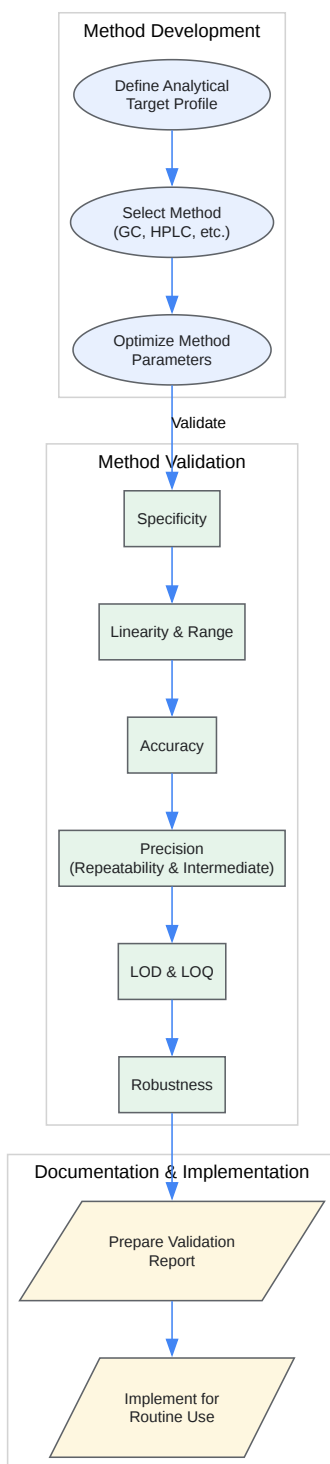 Method Development
Define Analytical
Target Profile
Select Method
(GC, HPLC, etc.)
Optimize Method
Parameters
Validate
Method Validation
Specificity
Linearity & Range
Accuracy
Precision
(Repeatability & Intermediate)
LOD & LOQ
Robustness
Documentation & Implementation
Prepare Validation
Report
Implement for
Routine Use